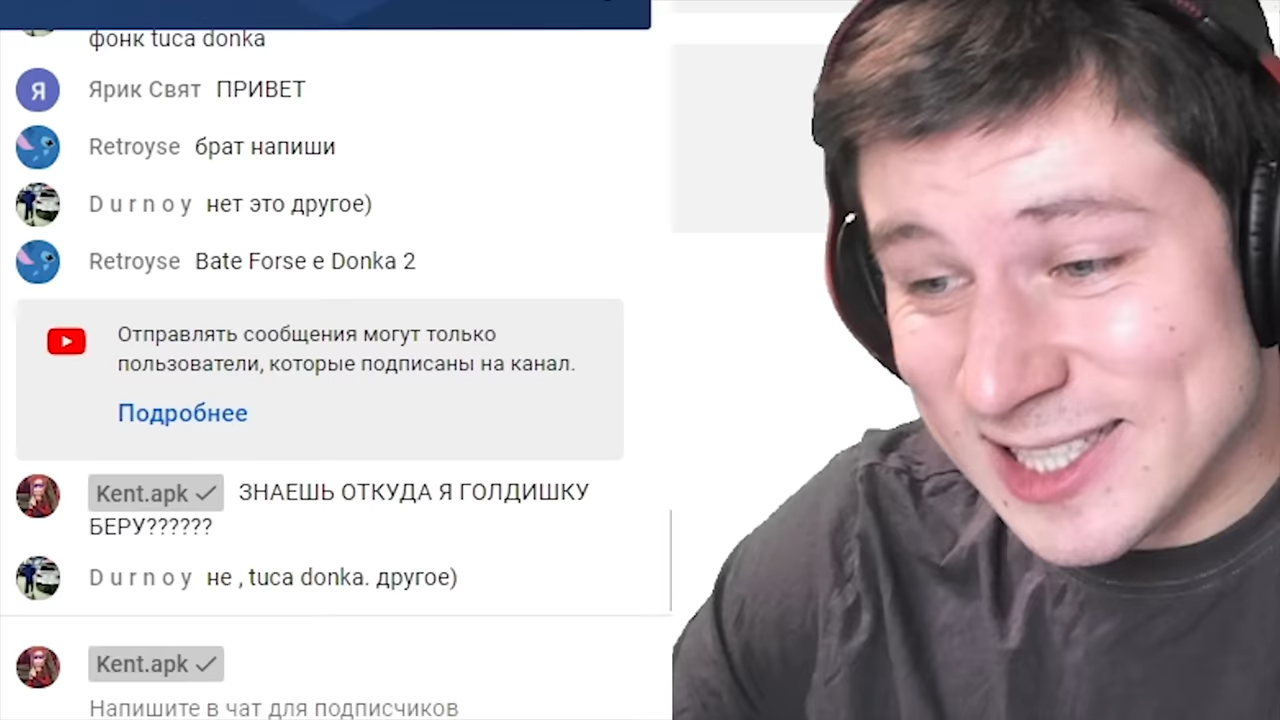 фонк tuca donka
Я
Ярик Свят ПРИВЕТ
Retroyse брат напиши
D u r n o y нет это другое)
Retroyse Bate Forse e Donka 2
Отправлять сообщения могут только
пользователи, которые подписаны на канал.
Подробнее
Kent.apk ЗНАЕШЬ ОТКУДА Я ГОЛДИШКУ
БЕРУ??????
D u r n o y не , tuca donka. другое)
Kent.apk
Напишите в чат для подписчиков